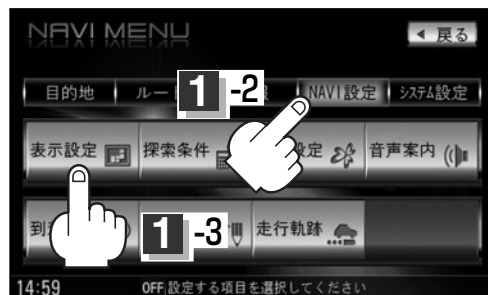 NAVI MENU
戻る
目的地 ルー 1-2 報 NAVI設定 システム設定
表示設定 探索条件 設定 音声案内
到 1-3 走行軌跡
14:59 OFF 設定する項目を選択してください